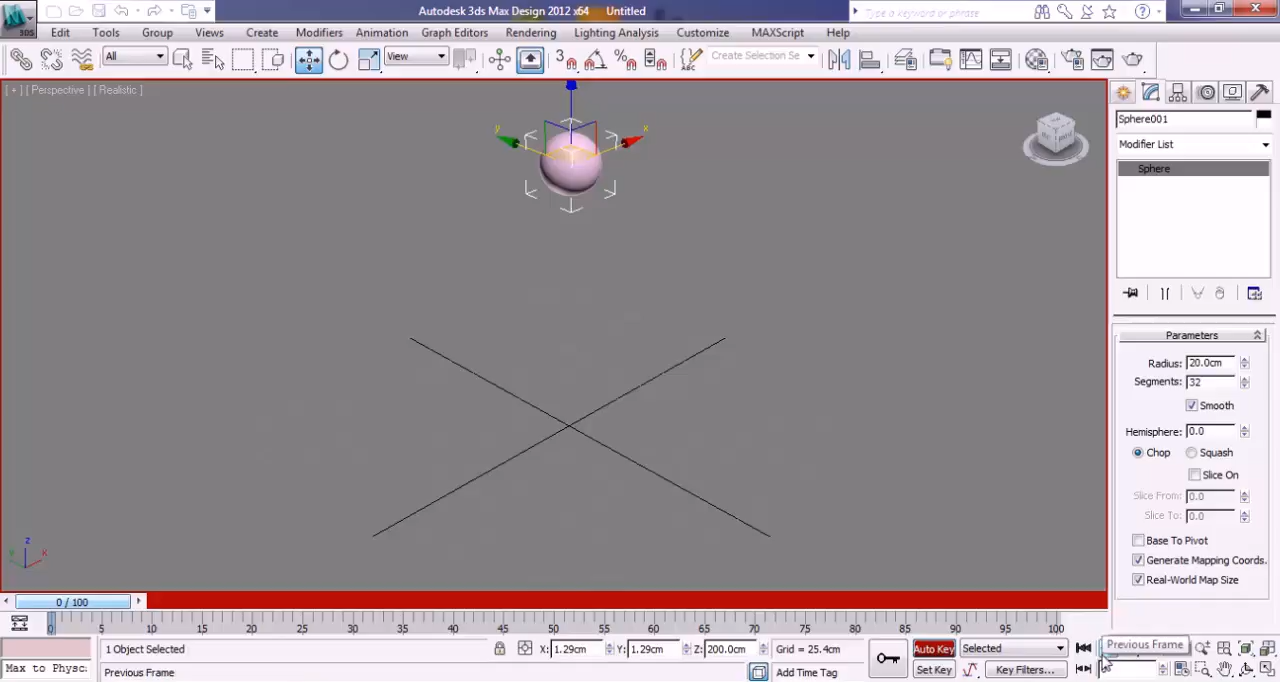 Autodesk 3ds Max Design 2012 x64 Untitled
Type a keyword or phrase
3DS
Edit Tools Group Views Create Modifiers Animation Graph Editors Rendering Lighting Analysis Customize MAXScript Help
All View 3 Create Selection Se
[ + ] [ Perspective ] [ Realistic ]
y x
Sphere001
Modifier List
Sphere
Parameters
Radius: 20.0cm
Segments: 32
Smooth
Hemisphere: 0.0
Chop Squash
Slice On
Slice From: 0.0
Slice To: 0.0
Base To Pivot
Generate Mapping Coords.
Real-World Map Size
z
y x
0 / 100
0 5 10 15 20 25 30 35 40 45 50 55 60 65 70 75 80 85 90 95 100
1 Object Selected X: 1.29cm Y: 1.29cm Z: 200.0cm Grid = 25.4cm Auto Key Selected Previous Frame
Max to Physc: Previous Frame Add Time Tag Set Key Key Filters...